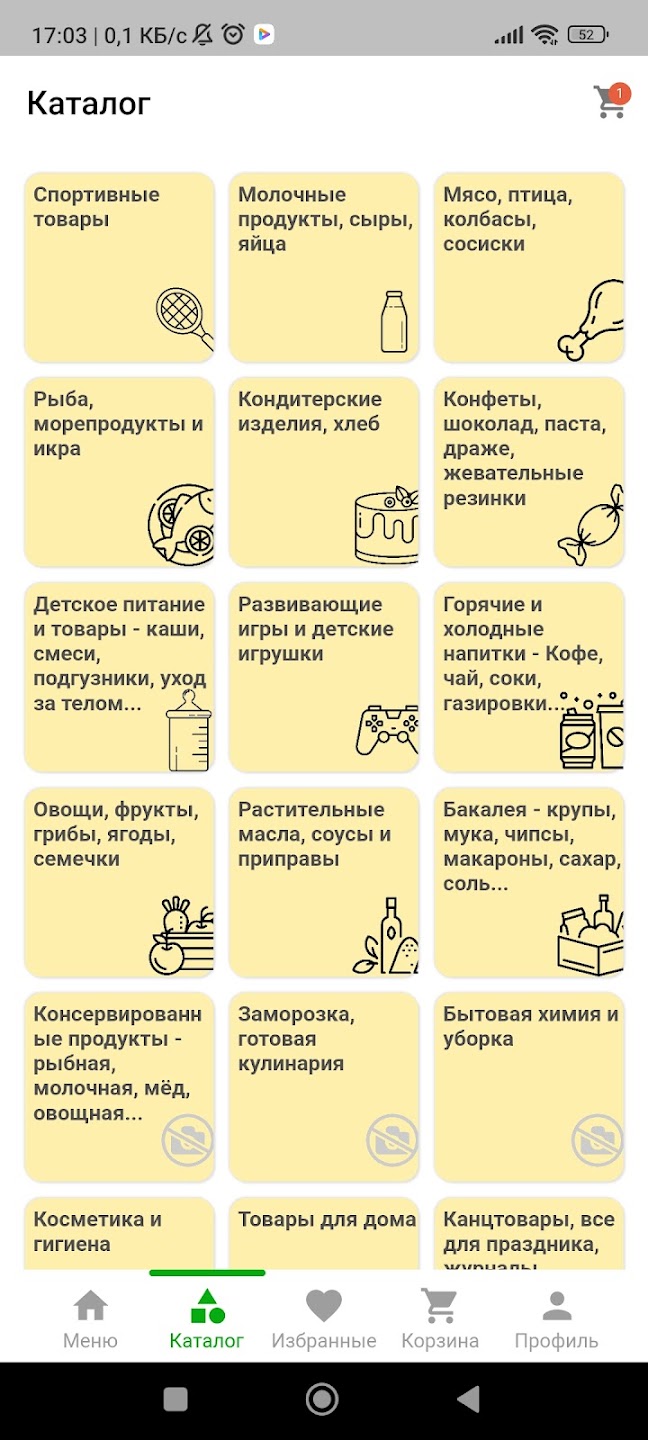 17:03 | 0,1 КБ/с
52
Каталог
1
Спортивные
товары
Молочные
продукты, сыры,
яйца
Мясо, птица,
колбасы,
сосиски
Рыба,
морепродукты и
икра
Кондитерские
изделия, хлеб
Конфеты,
шоколад, паста,
драже,
жевательные
резинки
Детское питание
и товары - каши,
смеси,
подгузники, уход
за телом...
Развивающие
игры и детские
игрушки
Горячие и
холодные
напитки - Кофе,
чай, соки,
газировки...
Овощи, фрукты,
грибы, ягоды,
семечки
Растительные
масла, соусы и
приправы
Бакалея - крупы,
мука, чипсы,
макароны, сахар,
соль...
Консервированн
ые продукты -
рыбная,
молочная, мёд,
овощная...
Заморозка,
готовая
кулинария
Бытовая химия и
уборка
Косметика и
гигиена
Товары для дома
Канцтовары, все
для праздника,
журналы
Меню
Каталог
Избранные
Корзина
Профиль